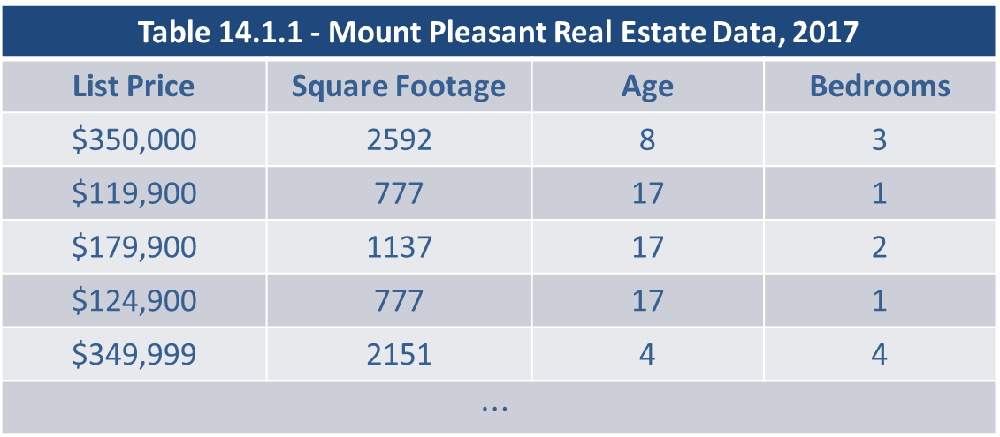 Table 14.1.1 - Mount Pleasant Real Estate Data, 2017
List Price Square Footage Age Bedrooms
$350,000 2592 8 3
$119,900 777 17 1
$179,900 1137 17 2
$124,900 777 17 1
$349,999 2151 4 4
...